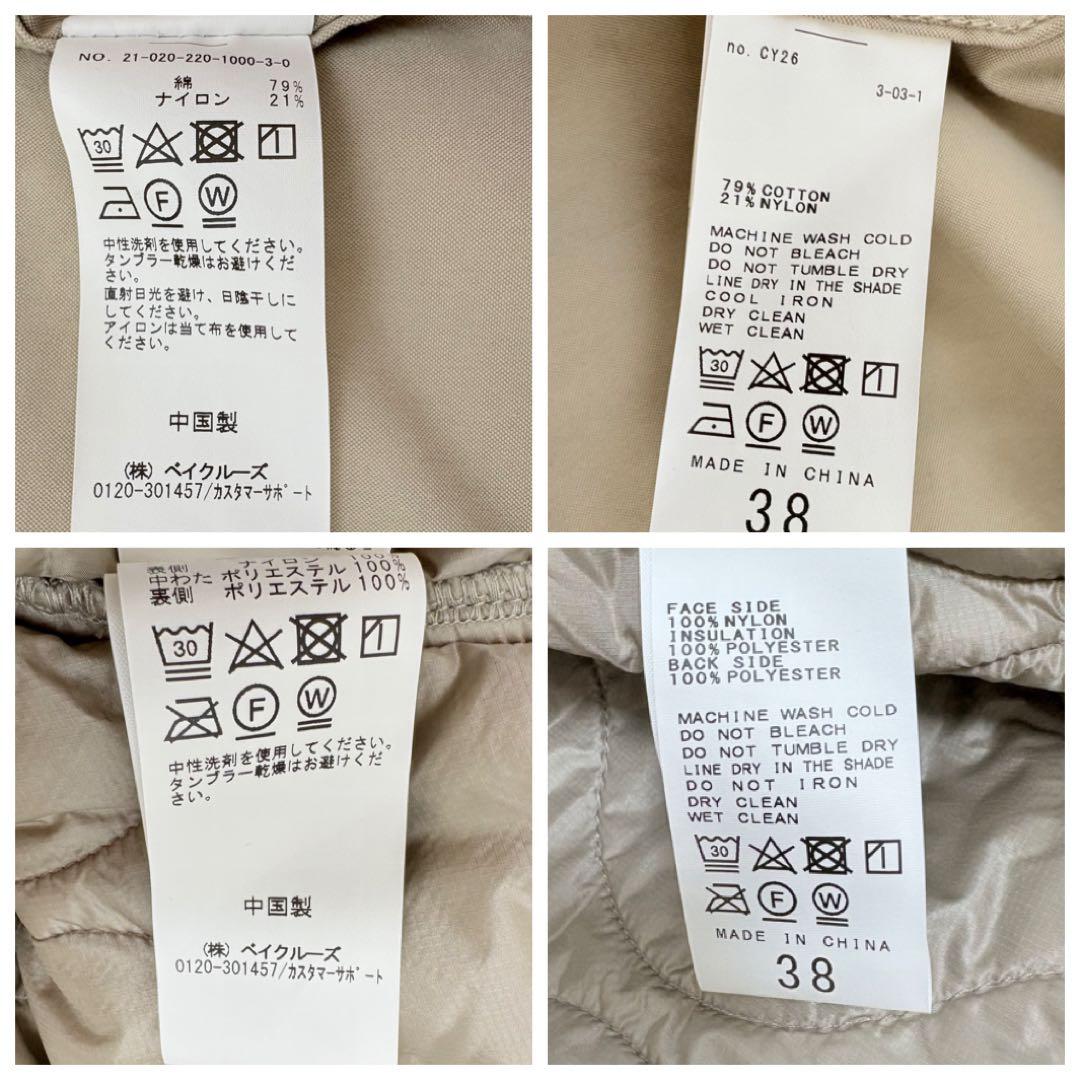 NO. 21-020-220-1000-3-0
綿 79%
ナイロン 21%
30
1
F W
中性洗剤を使用してください。
タンブラー乾燥はお避けくだ
さい。
直射日光を避け、日陰干しに
してください。
アイロンは当て布を使用して
ください。
中国製
(株) ベイクルーズ
0120-301457/カスタマーサポート
no. CY26
3-03-1
79% COTTON
21% NYLON
MACHINE WASH COLD
DO NOT BLEACH
DO NOT TUMBLE DRY
LINE DRY IN THE SHADE
COOL IRON
DRY CLEAN
WET CLEAN
30
F W
MADE IN CHINA
38
ナイロン 100%
中わた ポリエステル 100%
裏側 ポリエステル 100%
30
F W
中性洗剤を使用してください。
タンブラー乾燥はお避けくだ
さい。
中国製
(株) ベイクルーズ
0120-301457/カスタマーサポート
FACE SIDE
100% NYLON
INSULATION
100% POLYESTER
BACK SIDE
100% POLYESTER
MACHINE WASH COLD
DO NOT BLEACH
DO NOT TUMBLE DRY
LINE DRY IN THE SHADE
DO NOT IRON
DRY CLEAN
WET CLEAN
30
F W
MADE IN CHINA
38